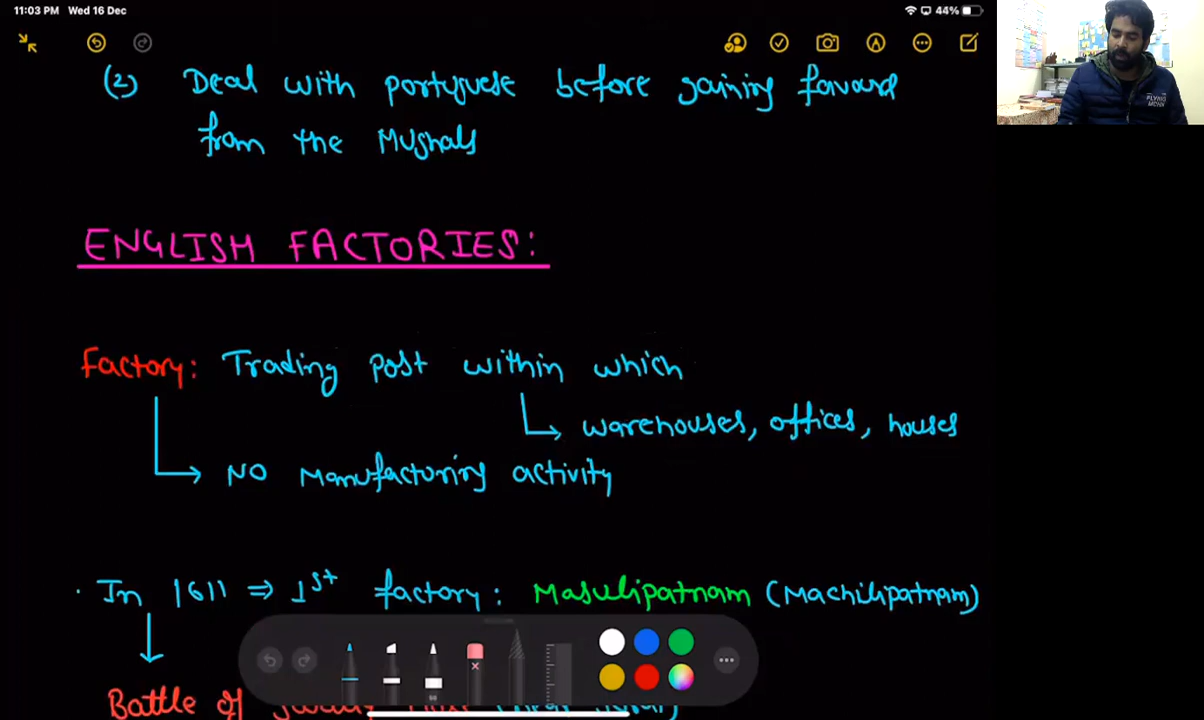 11:03 PM Wed 16 Dec 44%
(2) Deal with portuguese before gaining favour
from the Mughals
ENGLISH FACTORIES:
Factory: Trading post within which
warehouses, offices, houses
NO Manufacturing activity
In 1611 ⇒ 1st factory: Masulipatnam (Machilipatnam)
Battle of